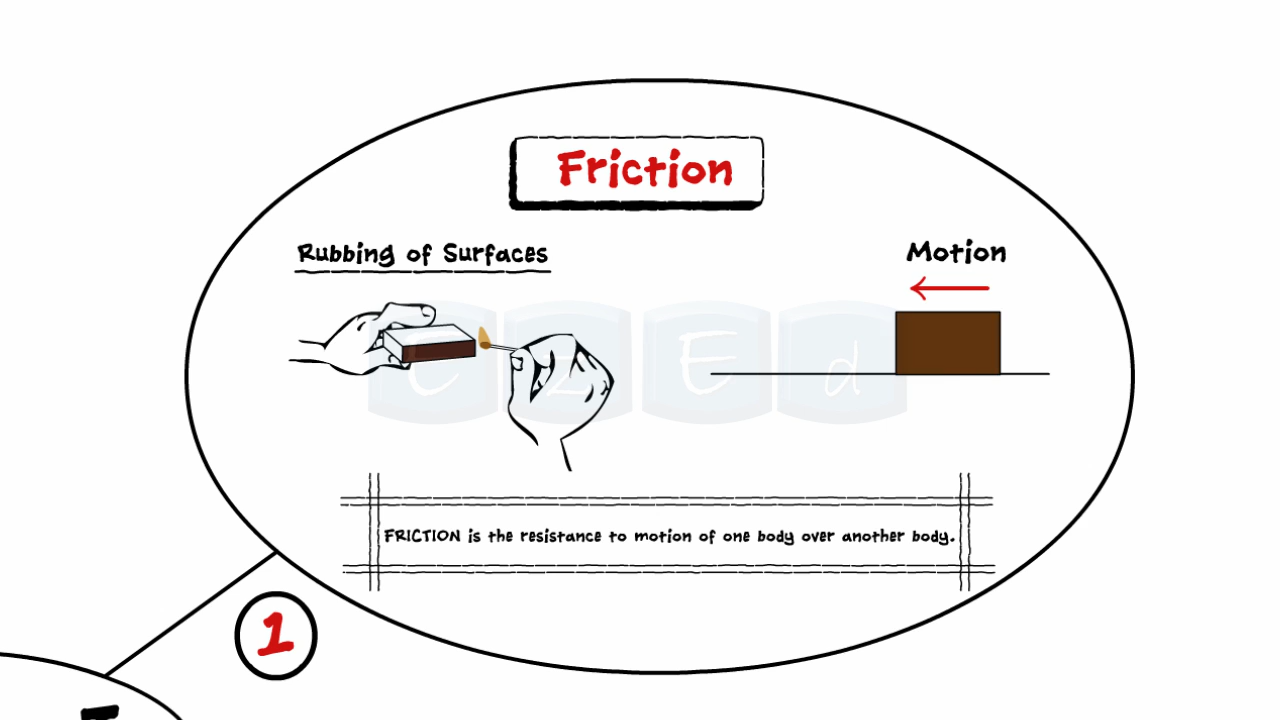 Friction
Rubbing of Surfaces
Motion
C z E d
FRICTION is the resistance to motion of one body over another body.
1